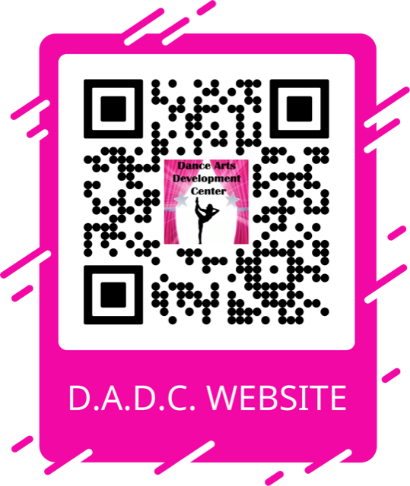 Dance Arts
Development
Center
D.A.D.C. WEBSITE